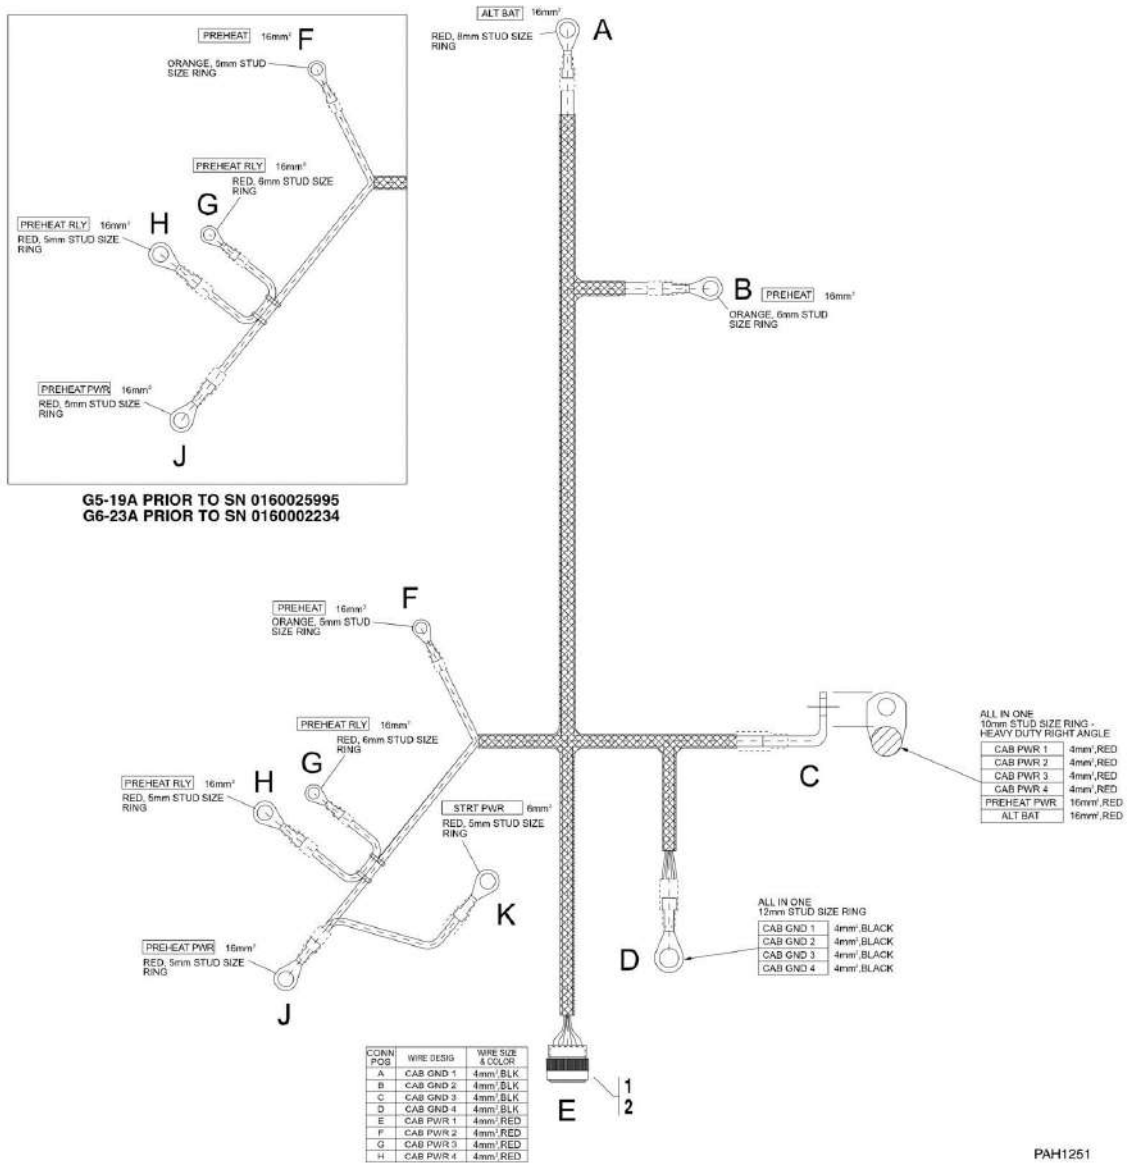 PREHEAT 16mm² F
ORANGE, 5mm STUD
SIZE RING
PREHEAT RLY 16mm²
RED, 6mm STUD SIZE
RING
G
PREHEAT RLY 16mm² H
RED, 5mm STUD SIZE
RING
PREHEAT PWR 16mm²
RED, 5mm STUD SIZE
RING
J
G5-19A PRIOR TO SN 0160025995
G6-23A PRIOR TO SN 0160002234
ALT BAT 16mm²
RED, 8mm STUD SIZE
RING
A
B PREHEAT 16mm²
ORANGE, 6mm STUD
SIZE RING
F
PREHEAT 16mm²
ORANGE, 5mm STUD
SIZE RING
PREHEAT RLY 16mm²
RED, 6mm STUD SIZE
RING
G
H
PREHEAT RLY 16mm²
RED, 5mm STUD SIZE
RING
STRT PWR 6mm²
RED, 5mm STUD SIZE
RING
K
PREHEAT PWR 16mm²
RED, 5mm STUD SIZE
RING
J
C
ALL IN ONE
10mm STUD SIZE RING -
HEAVY DUTY RIGHT ANGLE
CAB PWR 1 4mm²,RED
CAB PWR 2 4mm²,RED
CAB PWR 3 4mm²,RED
CAB PWR 4 4mm²,RED
PREHEAT PWR 16mm²,RED
ALT BAT 16mm²,RED
D
ALL IN ONE
12mm STUD SIZE RING
CAB GND 1 4mm²,BLACK
CAB GND 2 4mm²,BLACK
CAB GND 3 4mm²,BLACK
CAB GND 4 4mm²,BLACK
CONN POS WIRE DESIG WIRE SIZE & COLOR
A CAB GND 1 4mm²,BLK
B CAB GND 2 4mm²,BLK
C CAB GND 3 4mm²,BLK
D CAB GND 4 4mm²,BLK
E CAB PWR 1 4mm²,RED
F CAB PWR 2 4mm²,RED
G CAB PWR 3 4mm²,RED
H CAB PWR 4 4mm²,RED
E
1
2
PAH1251